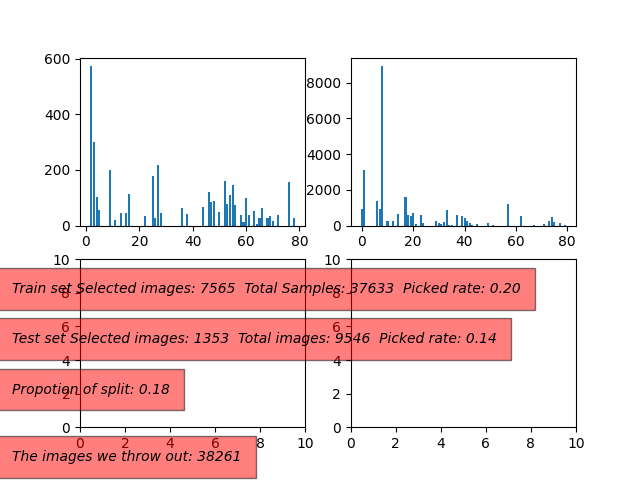 600
400
200
0
0 20 40 60 80
8000
6000
4000
2000
0
0 20 40 60 80
10
8
6
4
2
0
0 2 4 6 8 10
10
8
6
4
2
0
0 2 4 6 8 10
Train set Selected images: 7565 Total Samples: 37633 Picked rate: 0.20
Test set Selected images: 1353 Total images: 9546 Picked rate: 0.14
Propotion of split: 0.18
The images we throw out: 38261